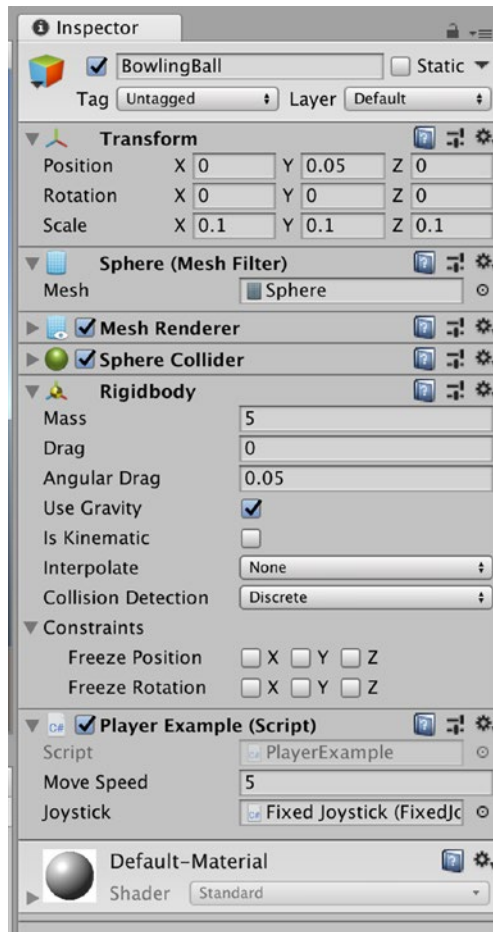 Inspector
BowlingBall Static
Tag Untagged Layer Default
Transform
Position X 0 Y 0.05 Z 0
Rotation X 0 Y 0 Z 0
Scale X 0.1 Y 0.1 Z 0.1
Sphere (Mesh Filter)
Mesh Sphere
Mesh Renderer
Sphere Collider
Rigidbody
Mass 5
Drag 0
Angular Drag 0.05
Use Gravity
Is Kinematic
Interpolate None
Collision Detection Discrete
Constraints
Freeze Position X Y Z
Freeze Rotation X Y Z
C# Player Example (Script)
Script PlayerExample
Move Speed 5
Joystick Fixed Joystick (FixedJc
Default-Material
Shader Standard